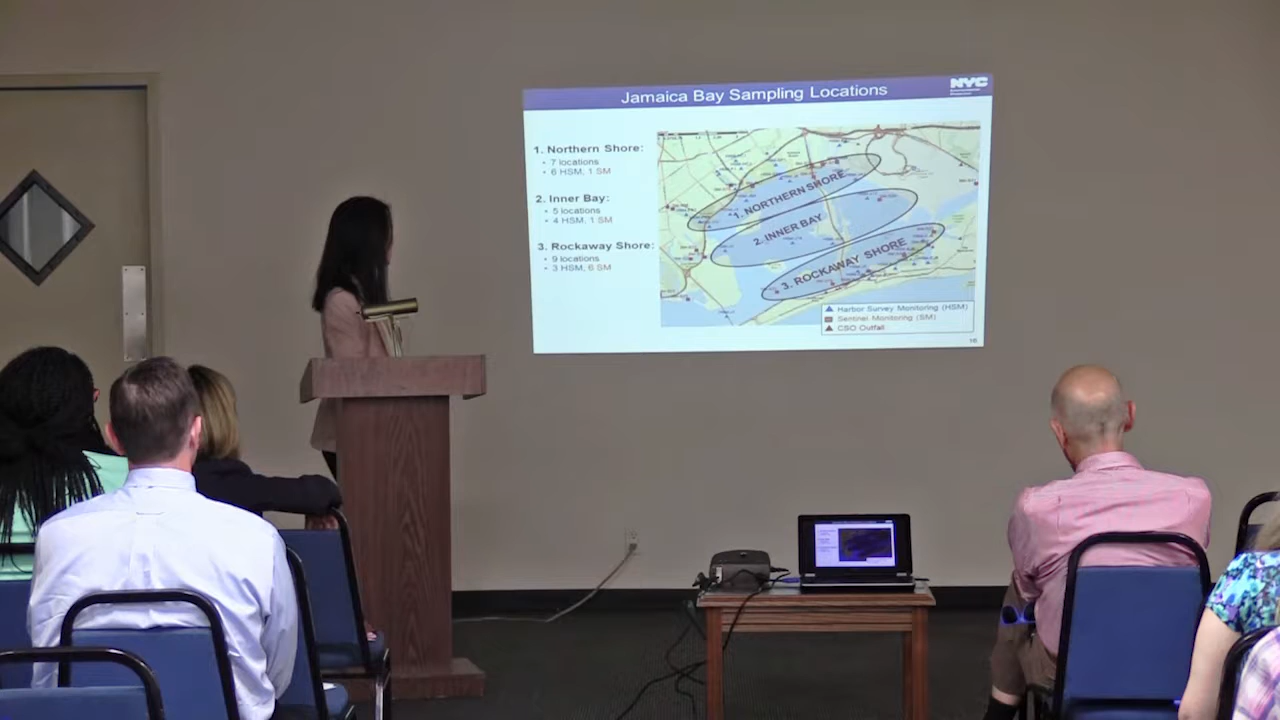 Jamaica Bay Sampling Locations
NYC
1. Northern Shore:
• 7 locations
• 6 HSM, 1 SM
2. Inner Bay:
• 5 locations
• 4 HSM, 1 SM
3. Rockaway Shore:
• 9 locations
• 3 HSM, 6 SM
1. NORTHERN SHORE
2. INNER BAY
3. ROCKAWAY SHORE
Harbor Survey Monitoring (HSM)
Sentinel Monitoring (SM)
CSO Outfall
16